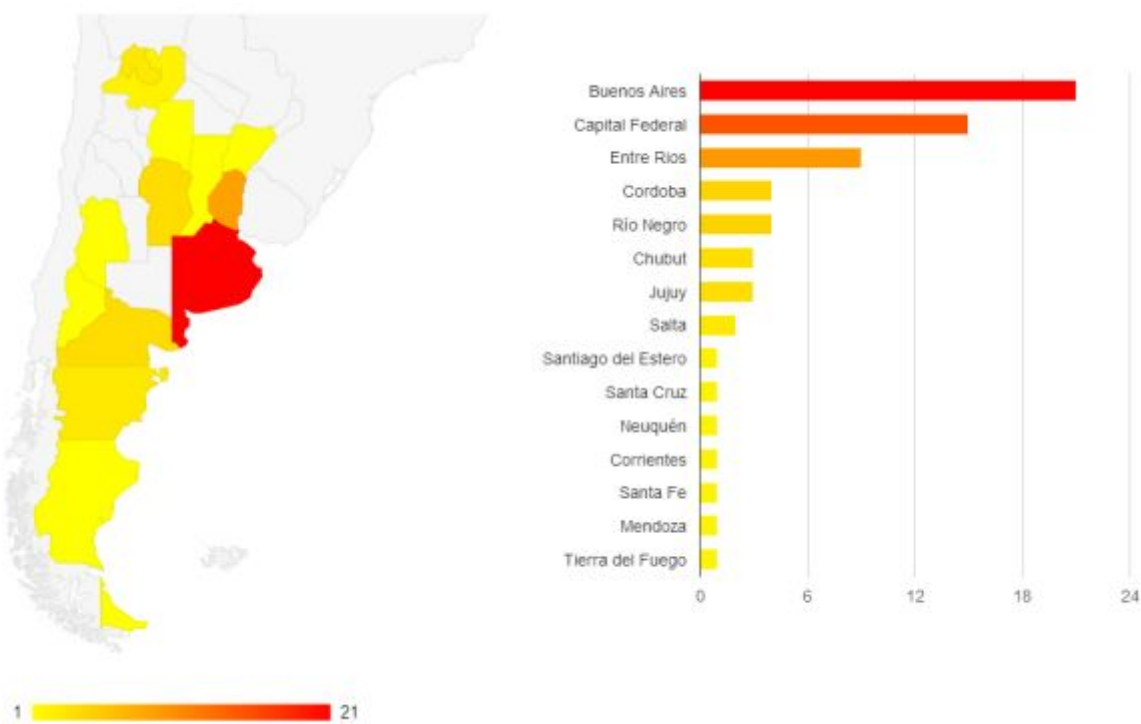 Buenos Aires
Capital Federal
Entre Rios
Cordoba
Río Negro
Chubut
Jujuy
Salta
Santiago del Estero
Santa Cruz
Neuquén
Corrientes
Santa Fe
Mendoza
Tierra del Fuego
0 6 12 18 24
1 21